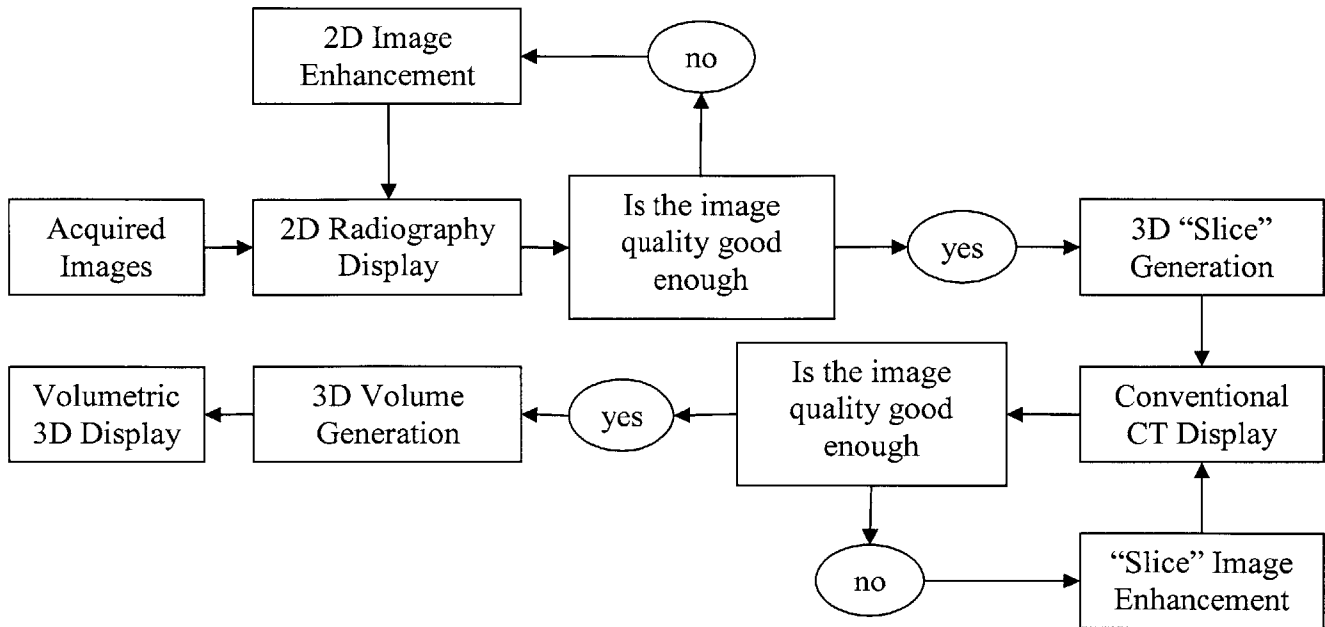 2D Image
Enhancement
no
Acquired
Images
2D Radiography
Display
Is the image
quality good
enough
yes
3D “Slice”
Generation
Volumetric
3D Display
3D Volume
Generation
yes
Is the image
quality good
enough
Conventional
CT Display
no
“Slice” Image
Enhancement